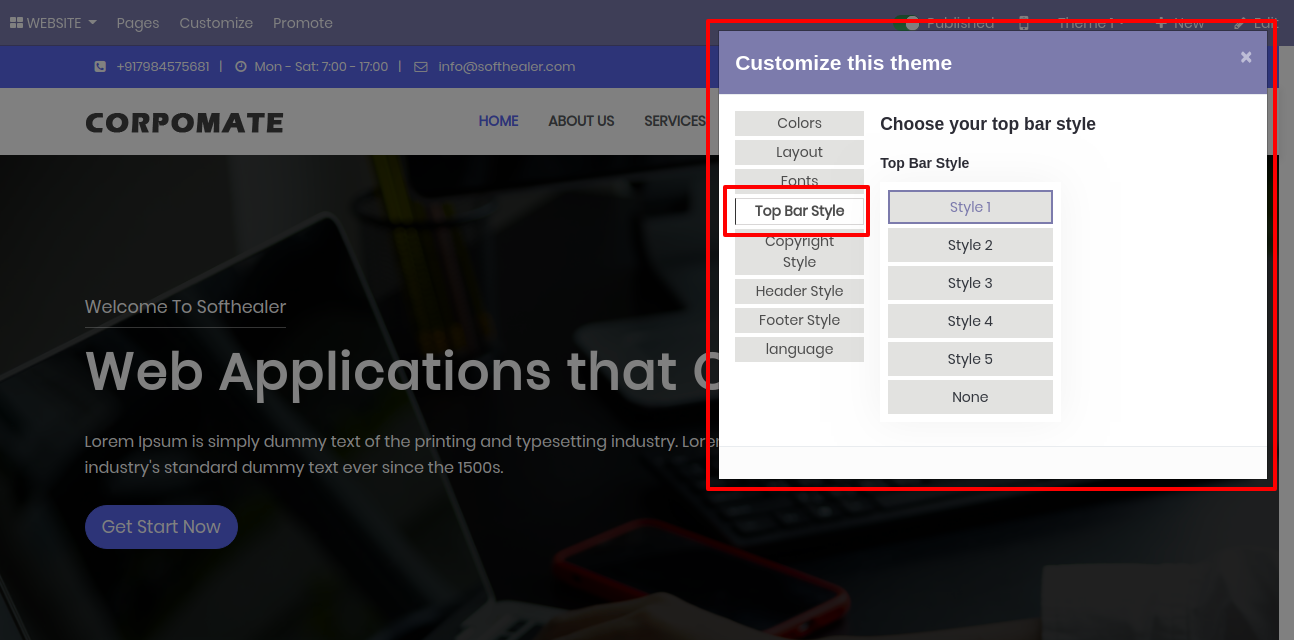 WEBSITE Pages Customize Promote Published Theme 1 New Edit
+917984575681 | Mon - Sat: 7:00 - 17:00 | info@softhealer.com
CORPOMATE HOME ABOUT US SERVICES
Welcome To Softhealer
Web Applications that
Lorem Ipsum is simply dummy text of the printing and typesetting industry. Lorem
industry's standard dummy text ever since the 1500s.
Get Start Now
Customize this theme ×
Colors
Layout
Fonts
Top Bar Style
Copyright
Style
Header Style
Footer Style
language
Choose your top bar style
Top Bar Style
Style 1
Style 2
Style 3
Style 4
Style 5
None